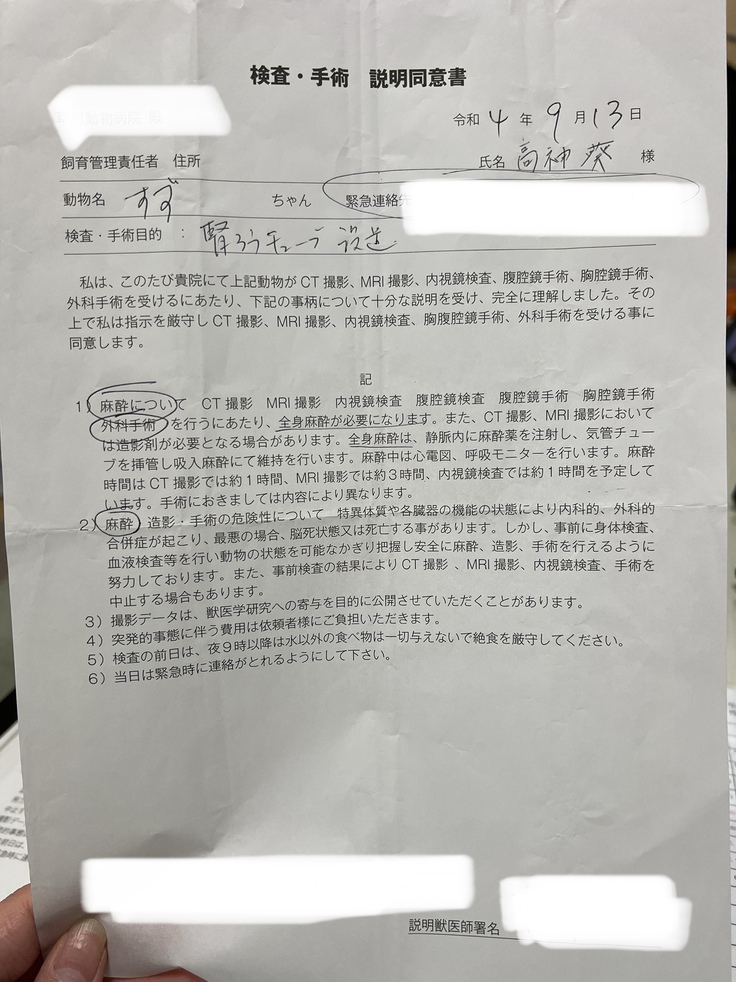 検査・手術 説明同意書
令和 4 年 9 月 13 日
飼育管理責任者 住所
氏名 高神 葵 様
動物名 すず ちゃん 緊急連絡先
検査・手術目的 : 腎ろうチューブ 設造
私は、このたび貴院にて上記動物が CT 撮影、MRI 撮影、内視鏡検査、腹腔鏡手術、胸腔鏡手術、
外科手術を受けるにあたり、下記の事柄について十分な説明を受け、完全に理解しました。その
上で私は指示を厳守し CT 撮影、MRI 撮影、内視鏡検査、胸腹腔鏡手術、外科手術を受ける事に
同意します。
記
1) 麻酔について CT 撮影 MRI 撮影 内視鏡検査 腹腔鏡検査 腹腔鏡手術 胸腔鏡手術
外科手術 を行うにあたり、全身麻酔が必要になります。また、CT 撮影、MRI 撮影において
は造影剤が必要となる場合があります。全身麻酔は、静脈内に麻酔薬を注射し、気管チュー
ブを挿管し吸入麻酔にて維持を行います。麻酔中は心電図、呼吸モニターを行います。麻酔
時間は CT 撮影では約 1 時間、MRI 撮影では約 3 時間、内視鏡検査では約 1 時間を予定して
います。手術におきましては内容により異なります。
2) 麻酔 造影・手術の危険性について 特異体質や各臓器の機能の状態により内科的、外科的
合併症が起こり、最悪の場合、脳死状態又は死亡する事があります。しかし、事前に身体検査、
血液検査等を行い動物の状態を可能なかぎり把握し安全に麻酔、造影、手術を行えるように
努力しております。また、事前検査の結果により CT 撮影 、MRI 撮影、内視鏡検査、手術を
中止する場合もあります。
3) 撮影データは、獣医学研究への寄与を目的に公開させていただくことがあります。
4) 突発的事態に伴う費用は依頼者様にご負担いただきます。
5) 検査の前日は、夜 9 時以降は水以外の食べ物は一切与えないで絶食を厳守してください。
6) 当日は緊急時に連絡がとれるようにして下さい。
説明獣医師署名